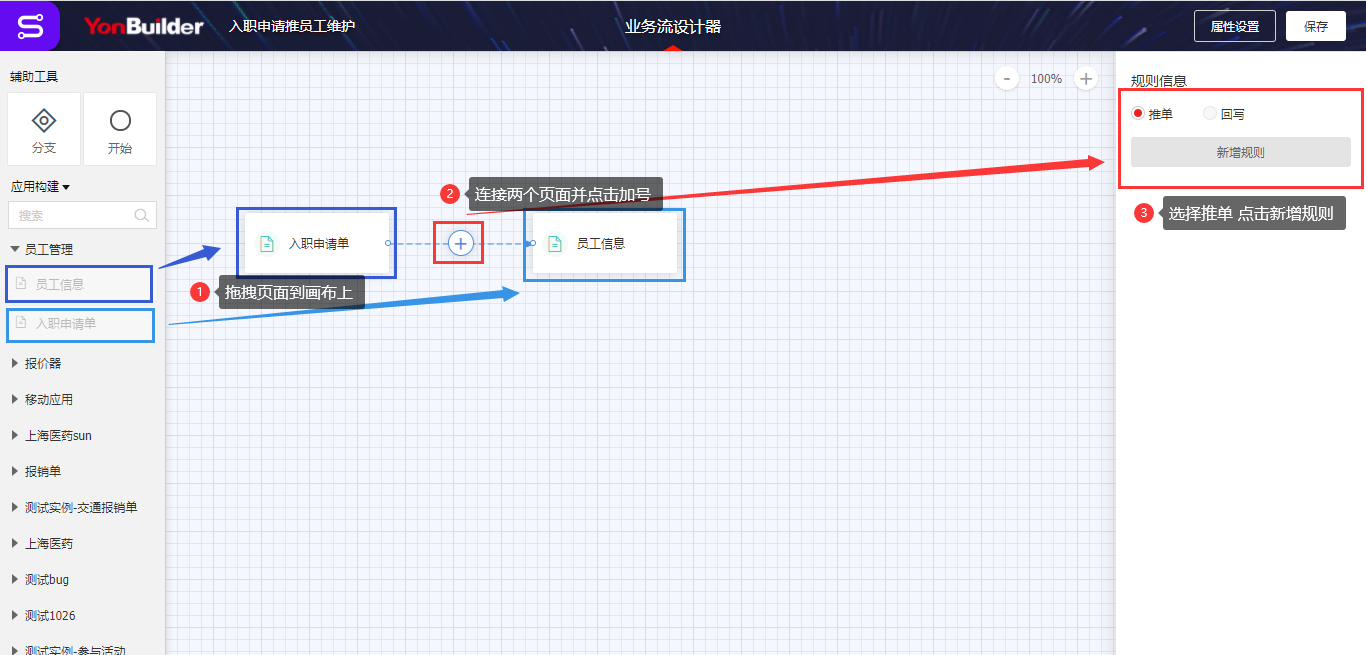 YonBuilder
入职申请推员工维护
业务流设计器
属性设置
保存
辅助工具
分支
开始
应用构建
搜索
员工管理
员工信息
入职申请单
报价器
移动应用
上海医药sun
报销单
测试实例-交通报销单
上海医药
测试bug
测试1026
测试实例-参与活动
- 100% +
2 连接两个页面并点击加号
入职申请单
员工信息
1 拖拽页面到画布上
规则信息
推单 回写
新增规则
3 选择推单 点击新增规则